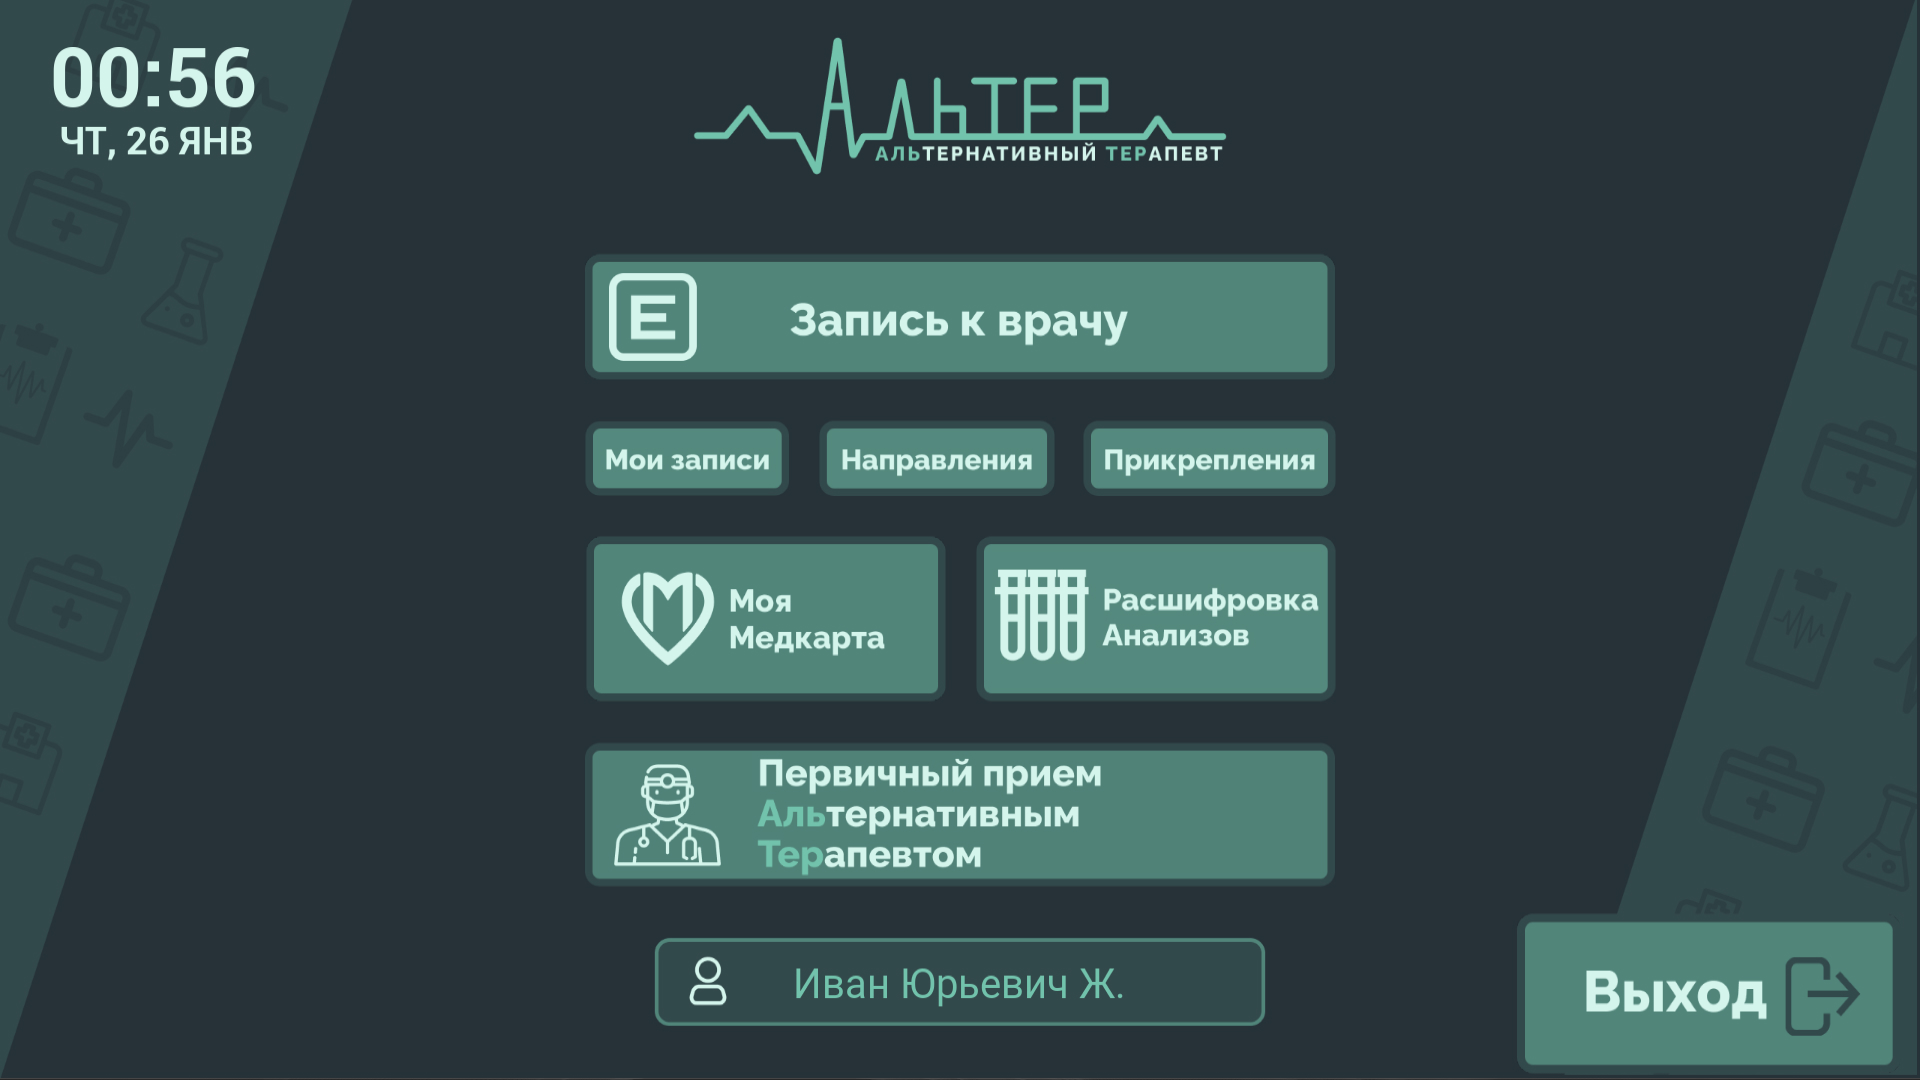 00:56
ЧТ, 26 ЯНВ
АЛЬТЕР
АЛЬТЕРНАТИВНЫЙ ТЕРАПЕВТ
Е
Запись к врачу
Мои записи
Направления
Прикрепления
М
Моя
Медкарта
Расшифровка
Анализов
Первичный прием
Альтернативным
Терапевтом
Иван Юрьевич Ж.
Выход